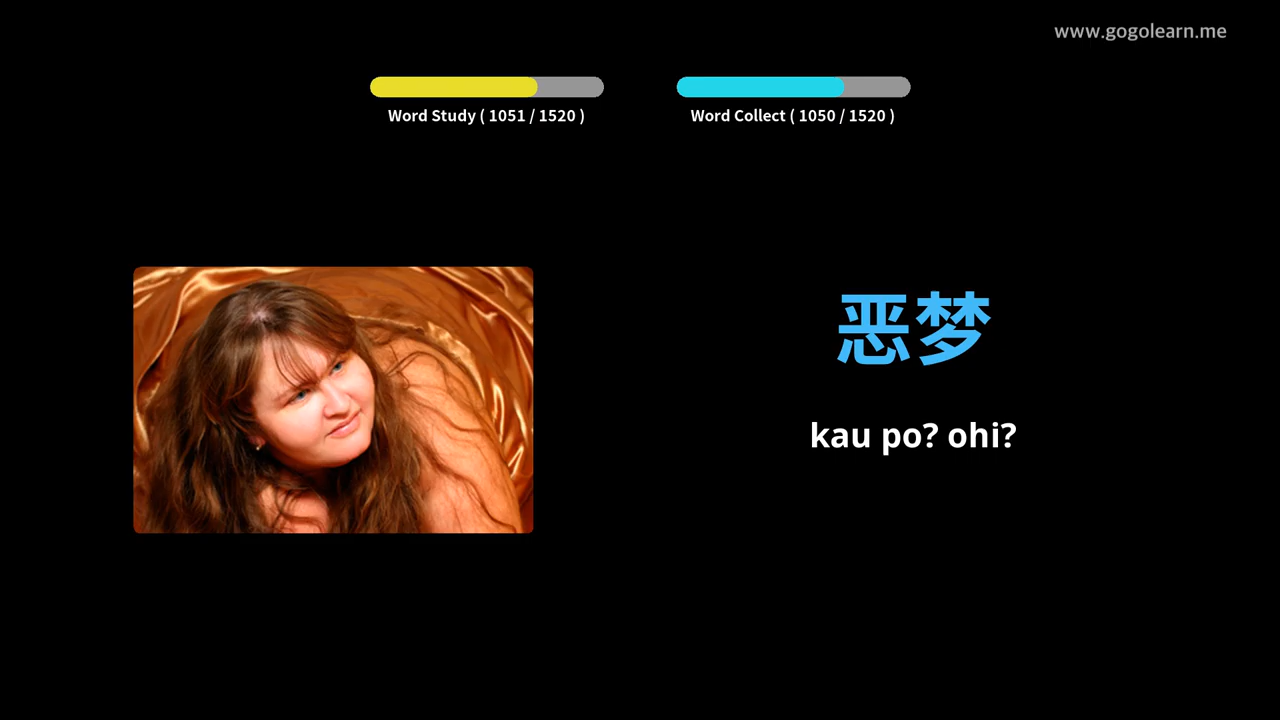 www.gogolearn.me
Word Study ( 1051 / 1520 )
Word Collect ( 1050 / 1520 )
恶梦
kau po? ohi?